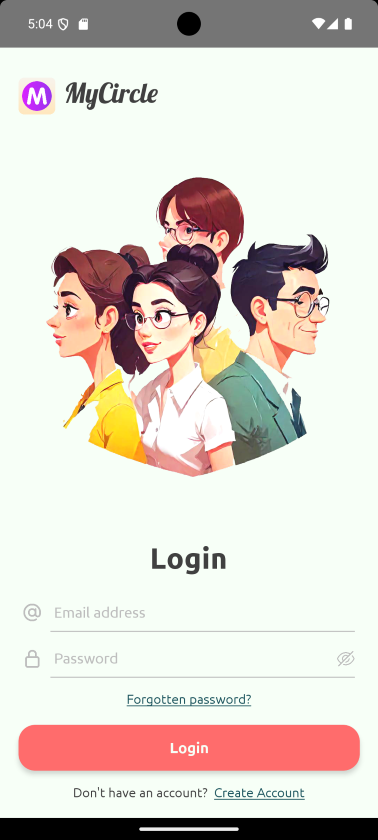 5:04
M MyCircle
Login
Email address
Password
Forgotten password?
Login
Don't have an account? Create Account